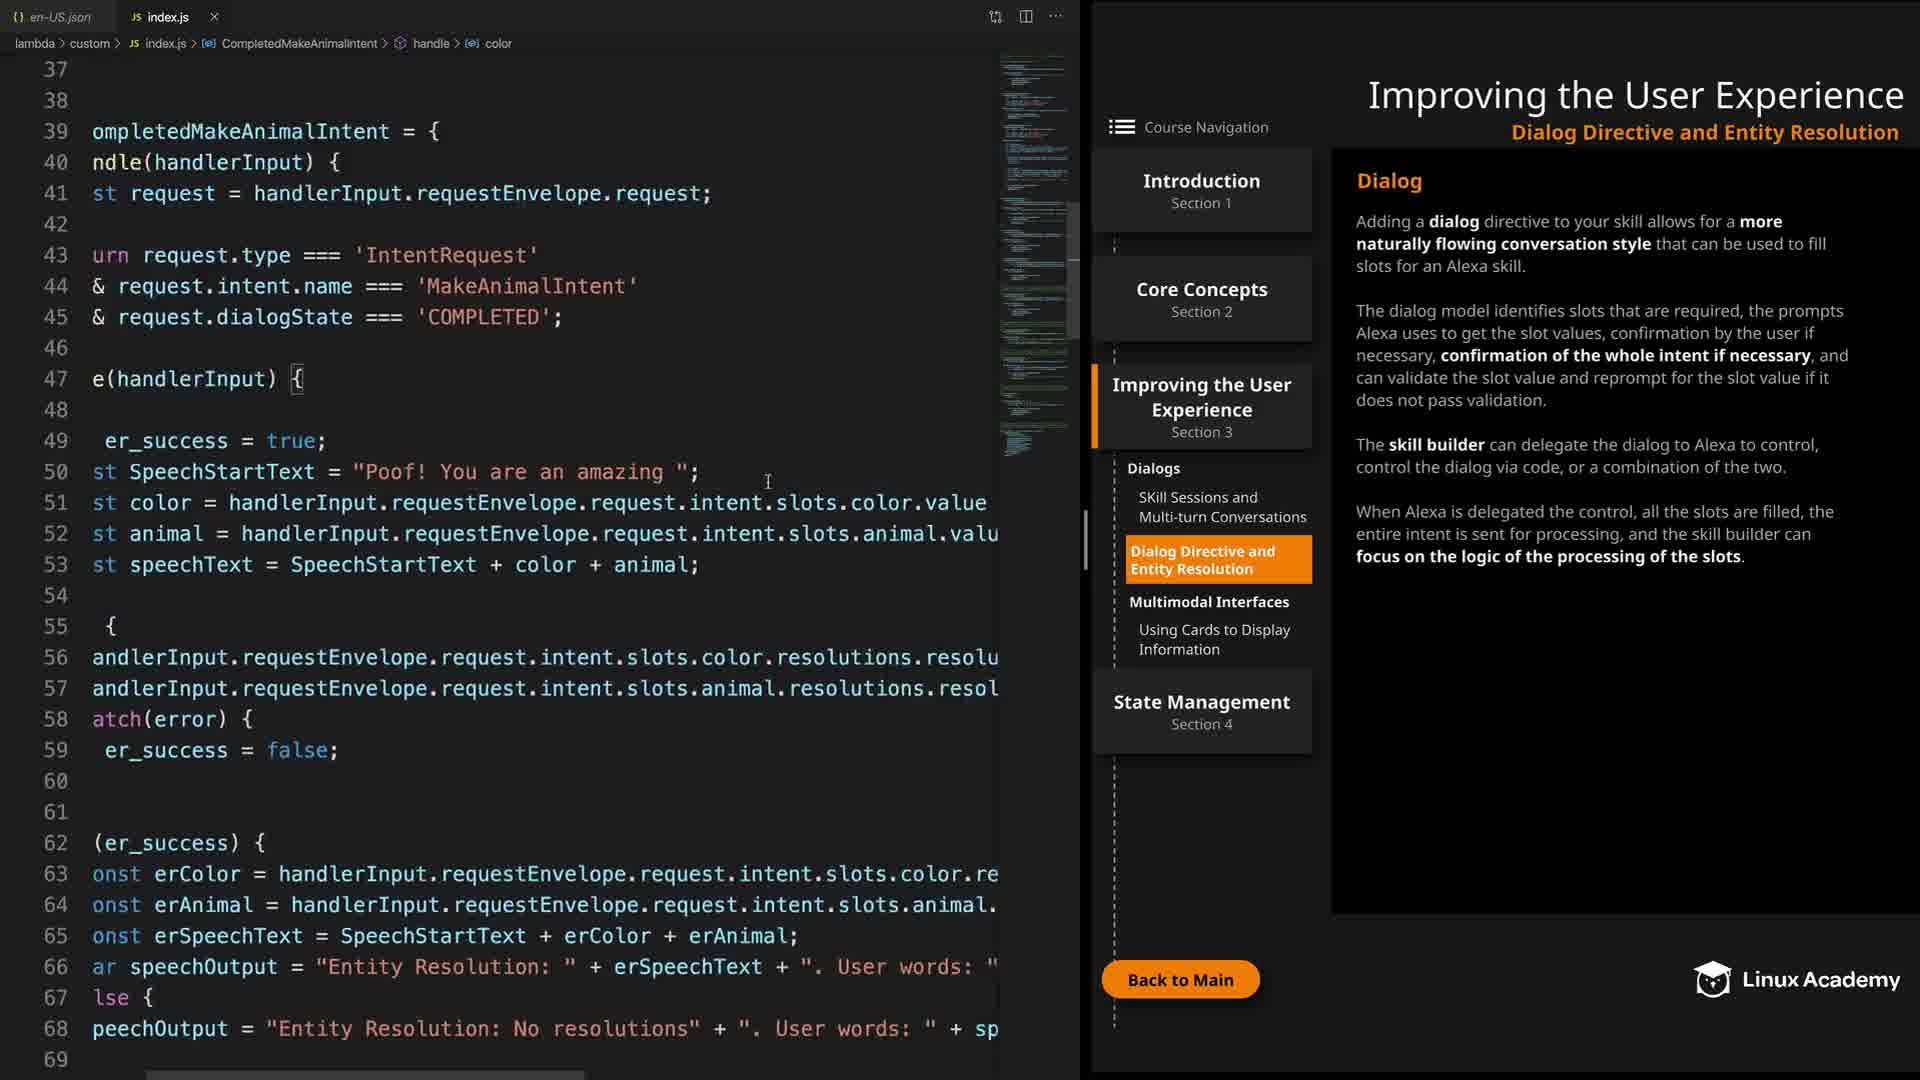 {} en-US.json
JS index.js ×
lambda > custom > JS index.js > CompletedMakeAnimalIntent > handle > color
37
38
39 ompletedMakeAnimalIntent = {
40 ndle(handlerInput) {
41 st request = handlerInput.requestEnvelope.request;
42
43 urn request.type === 'IntentRequest'
44 & request.intent.name === 'MakeAnimalIntent'
45 & request.dialogState === 'COMPLETED';
46
47 e(handlerInput) {
48
49 er_success = true;
50 st SpeechStartText = "Poof! You are an amazing ";
51 st color = handlerInput.requestEnvelope.request.intent.slots.color.value
52 st animal = handlerInput.requestEnvelope.request.intent.slots.animal.valu
53 st speechText = SpeechStartText + color + animal;
54
55 {
56 andlerInput.requestEnvelope.request.intent.slots.color.resolutions.resolu
57 andlerInput.requestEnvelope.request.intent.slots.animal.resolutions.resol
58 atch(error) {
59 er_success = false;
60
61
62 (er_success) {
63 onst erColor = handlerInput.requestEnvelope.request.intent.slots.color.re
64 onst erAnimal = handlerInput.requestEnvelope.request.intent.slots.animal.
65 onst erSpeechText = SpeechStartText + erColor + erAnimal;
66 ar speechOutput = "Entity Resolution: " + erSpeechText + ". User words: "
67 lse {
68 peechOutput = "Entity Resolution: No resolutions" + ". User words: " + sp
69
Improving the User Experience
Dialog Directive and Entity Resolution
Course Navigation
Introduction
Section 1
Core Concepts
Section 2
Improving the User
Experience
Section 3
Dialogs
SKill Sessions and
Multi-turn Conversations
Dialog Directive and
Entity Resolution
Multimodal Interfaces
Using Cards to Display
Information
State Management
Section 4
Back to Main
Dialog
Adding a dialog directive to your skill allows for a more
naturally flowing conversation style that can be used to fill
slots for an Alexa skill.
The dialog model identifies slots that are required, the prompts
Alexa uses to get the slot values, confirmation by the user if
necessary, confirmation of the whole intent if necessary, and
can validate the slot value and reprompt for the slot value if it
does not pass validation.
The skill builder can delegate the dialog to Alexa to control,
control the dialog via code, or a combination of the two.
When Alexa is delegated the control, all the slots are filled, the
entire intent is sent for processing, and the skill builder can
focus on the logic of the processing of the slots.
Linux Academy